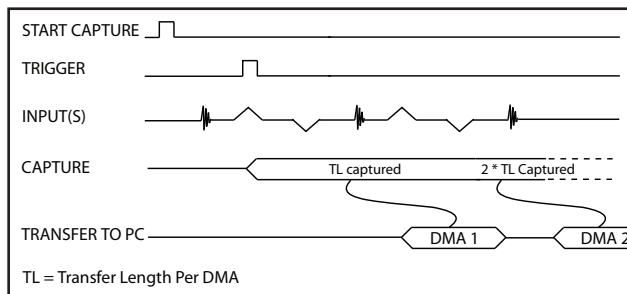 START CAPTURE
TRIGGER
INPUT(S)
CAPTURE
TL captured
2 * TL Captured
TRANSFER TO PC
DMA 1
DMA 2
TL = Transfer Length Per DMA